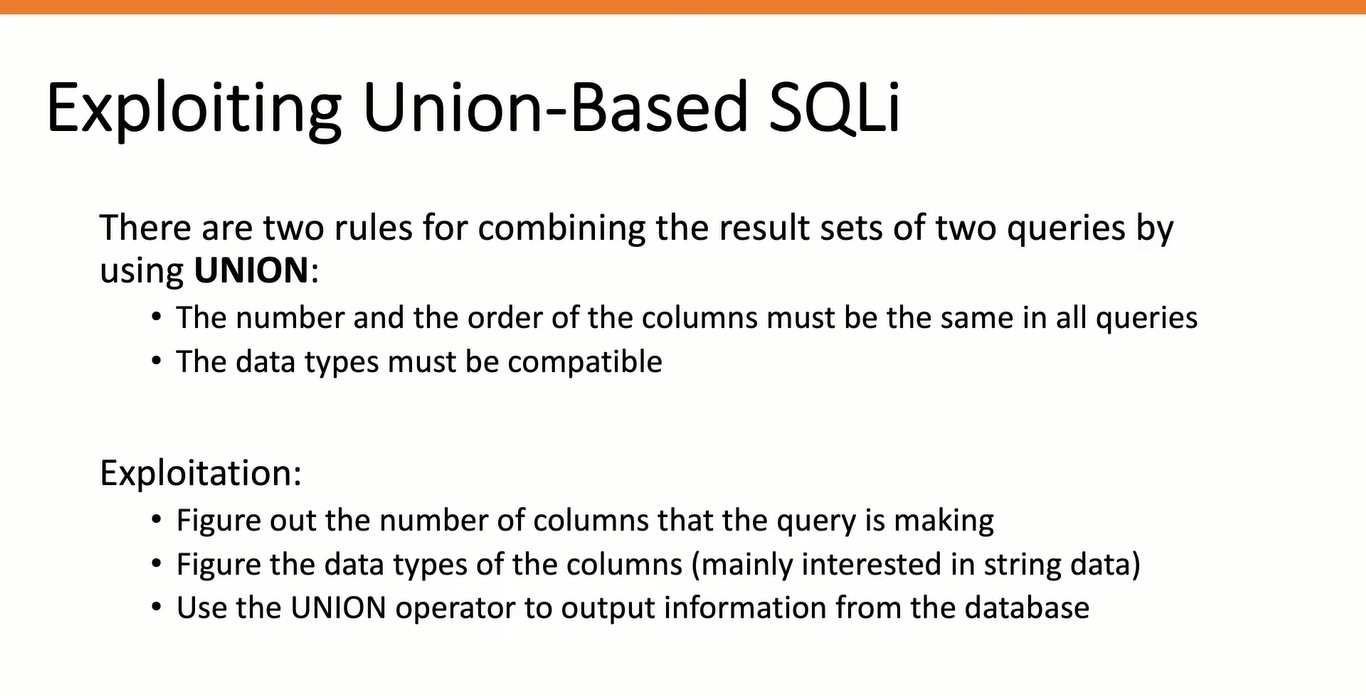 Exploiting Union-Based SQLi
There are two rules for combining the result sets of two queries by
using UNION:
• The number and the order of the columns must be the same in all queries
• The data types must be compatible
Exploitation:
• Figure out the number of columns that the query is making
• Figure the data types of the columns (mainly interested in string data)
• Use the UNION operator to output information from the database